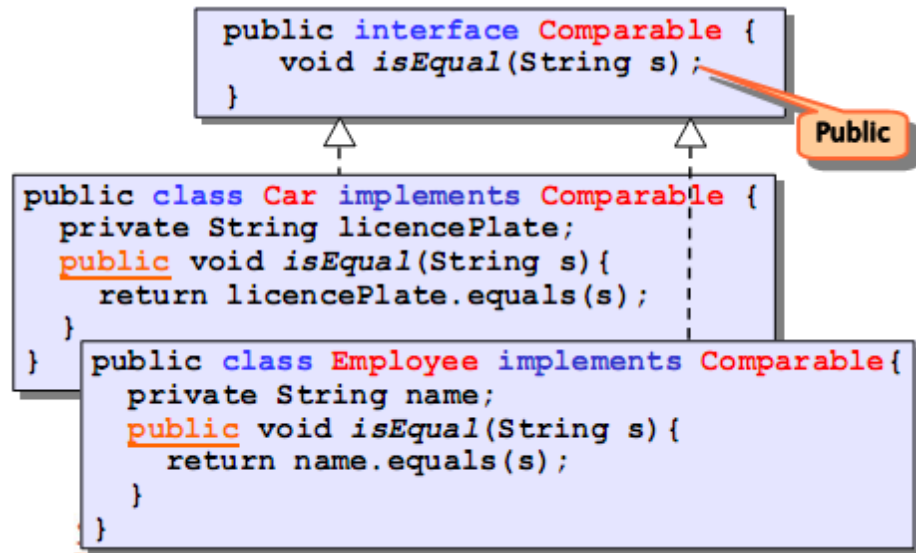 public interface Comparable {
void isEqual(String s);
}
Public
public class Car implements Comparable {
private String licencePlate;
public void isEqual(String s){
return licencePlate.equals(s);
}
}
public class Employee implements Comparable{
private String name;
public void isEqual(String s){
return name.equals(s);
}
}